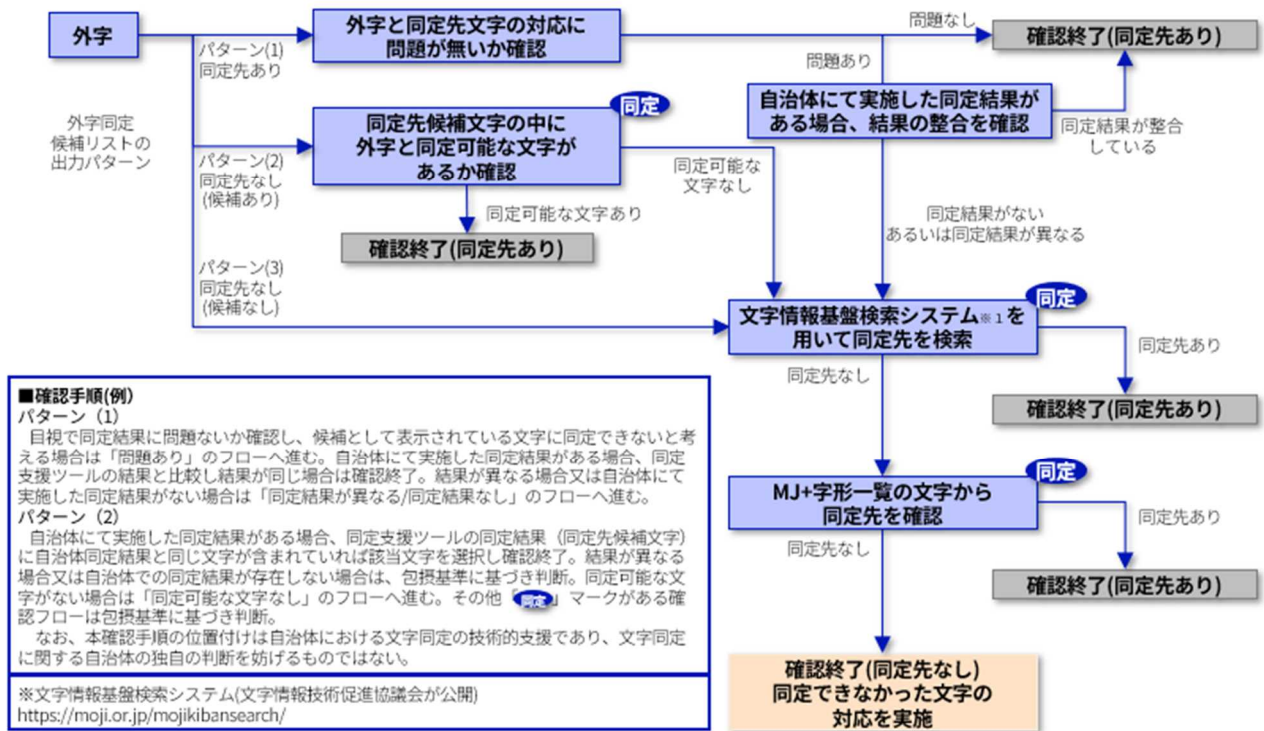 外字
外字同定
候補リストの
出力パターン
パターン(1)
同定先あり
外字と同定先文字の対応に
問題が無いか確認
問題なし
確認終了(同定先あり)
問題あり
自治体にて実施した同定結果が
ある場合、結果の整合を確認
同定結果が整合
している
パターン(2)
同定先なし
(候補あり)
同定
同定先候補文字の中に
外字と同定可能な文字が
あるか確認
同定可能な
文字なし
同定可能な文字あり
確認終了(同定先あり)
同定結果がない
あるいは同定結果が異なる
パターン(3)
同定先なし
(候補なし)
同定
文字情報基盤検索システム※1を
用いて同定先を検索
同定先あり
確認終了(同定先あり)
同定先なし
同定
MJ+字形一覧の文字から
同定先を確認
同定先あり
確認終了(同定先あり)
同定先なし
確認終了(同定先なし)
同定できなかった文字の
対応を実施
■確認手順(例)
パターン（1）
目視で同定結果に問題ないか確認し、候補として表示されている文字に同定できないと考
える場合は「問題あり」のフローへ進む。自治体にて実施した同定結果がある場合、同定
支援ツールの結果と比較し結果が同じ場合は確認終了。結果が異なる場合又は自治体にて
実施した同定結果がない場合は「同定結果が異なる/同定結果なし」のフローへ進む。
パターン（2）
自治体にて実施した同定結果がある場合、同定支援ツールの同定結果（同定先候補文字）
に自治体同定結果と同じ文字が含まれていれば該当文字を選択し確認終了。結果が異なる
場合又は自治体での同定結果が存在しない場合は、包摂基準に基づき判断。同定可能な文
字がない場合は「同定可能な文字なし」のフローへ進む。その他「同定」マークがある確
認フローは包摂基準に基づき判断。
なお、本確認手順の位置付けは自治体における文字同定の技術的支援であり、文字同定
に関する自治体の独自の判断を妨げるものではない。
※文字情報基盤検索システム(文字情報技術促進協議会が公開)
https://moji.or.jp/mojikibansearch/